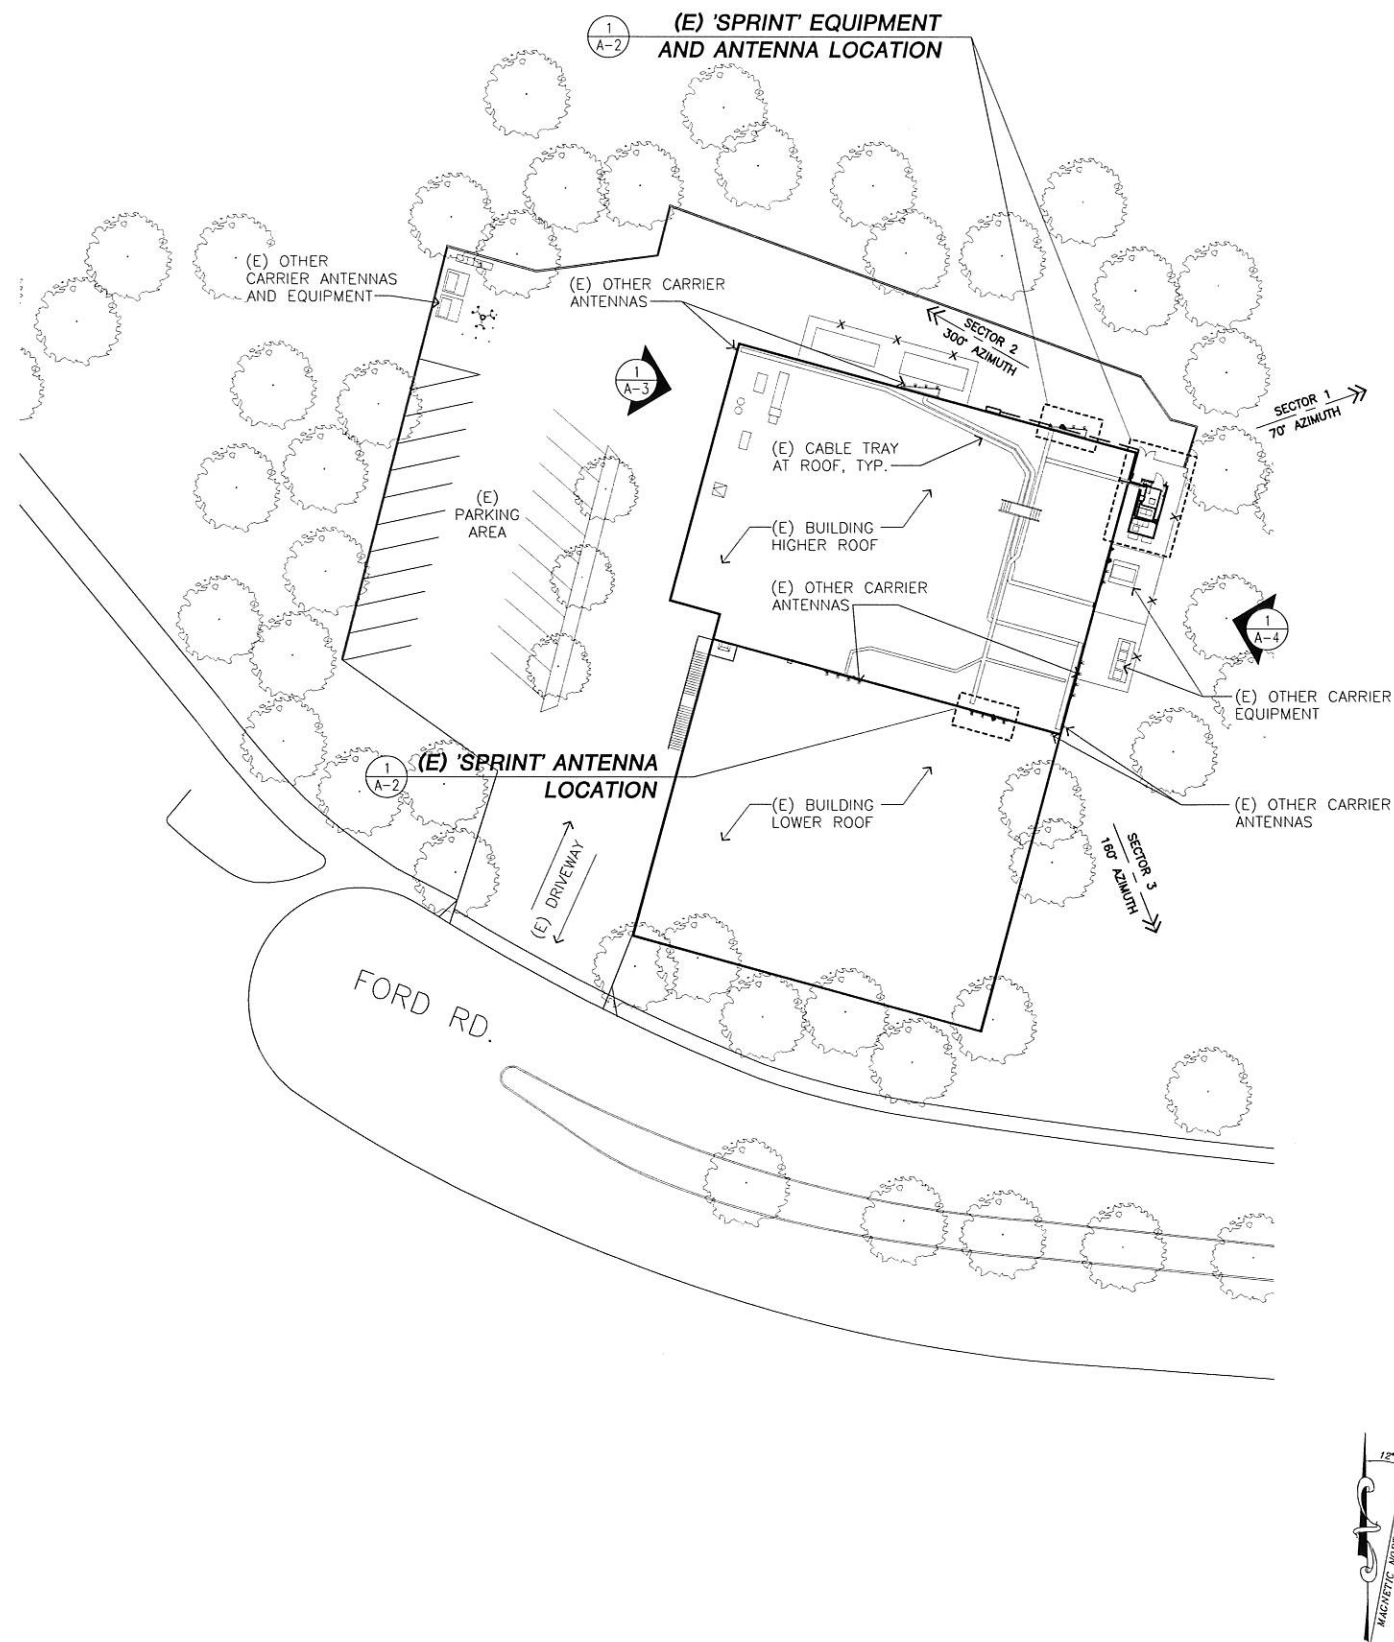 1
A-2
(E) 'SPRINT' EQUIPMENT
AND ANTENNA LOCATION
(E) OTHER
CARRIER ANTENNAS
AND EQUIPMENT
(E) OTHER CARRIER
ANTENNAS
SECTOR 2
300° AZIMUTH
SECTOR 1
70° AZIMUTH
1
A-3
(E) CABLE TRAY
AT ROOF, TYP.
(E)
PARKING
AREA
(E) BUILDING
HIGHER ROOF
(E) OTHER CARRIER
ANTENNAS
1
A-4
(E) OTHER CARRIER
EQUIPMENT
1
A-2
(E) 'SPRINT' ANTENNA
LOCATION
(E) BUILDING
LOWER ROOF
(E) OTHER CARRIER
ANTENNAS
SECTOR 3
160° AZIMUTH
(E) DRIVEWAY
FORD RD.
12°
MAGNETIC